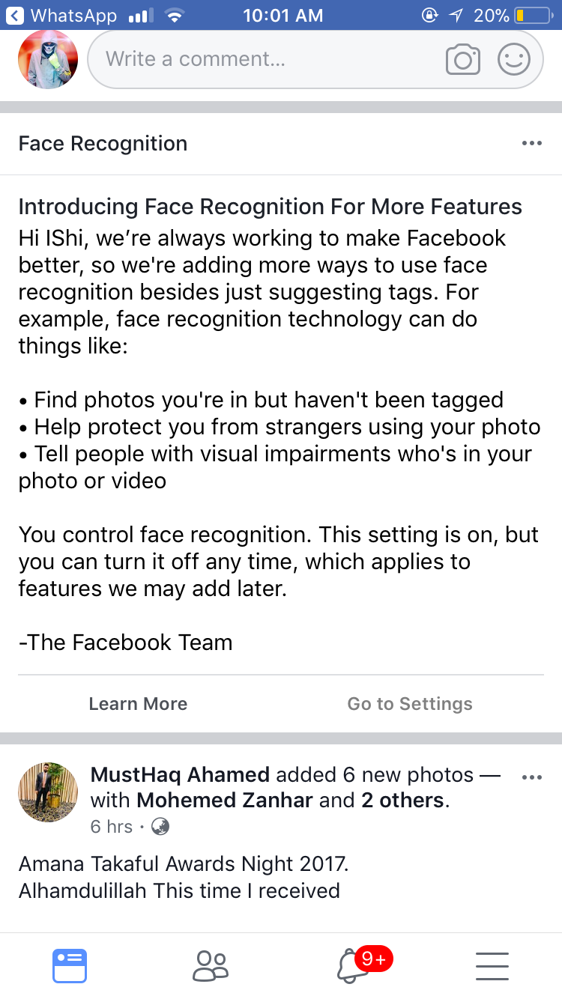 WhatsApp 10:01 AM 20%
Write a comment...
Face Recognition
Introducing Face Recognition For More Features
Hi IShi, we’re always working to make Facebook
better, so we're adding more ways to use face
recognition besides just suggesting tags. For
example, face recognition technology can do
things like:
• Find photos you're in but haven't been tagged
• Help protect you from strangers using your photo
• Tell people with visual impairments who's in your
photo or video
You control face recognition. This setting is on, but
you can turn it off any time, which applies to
features we may add later.
-The Facebook Team
Learn More Go to Settings
MustHaq Ahamed added 6 new photos —
with Mohemed Zanhar and 2 others.
6 hrs ·
Amana Takaful Awards Night 2017.
Alhamdulillah This time I received
9+